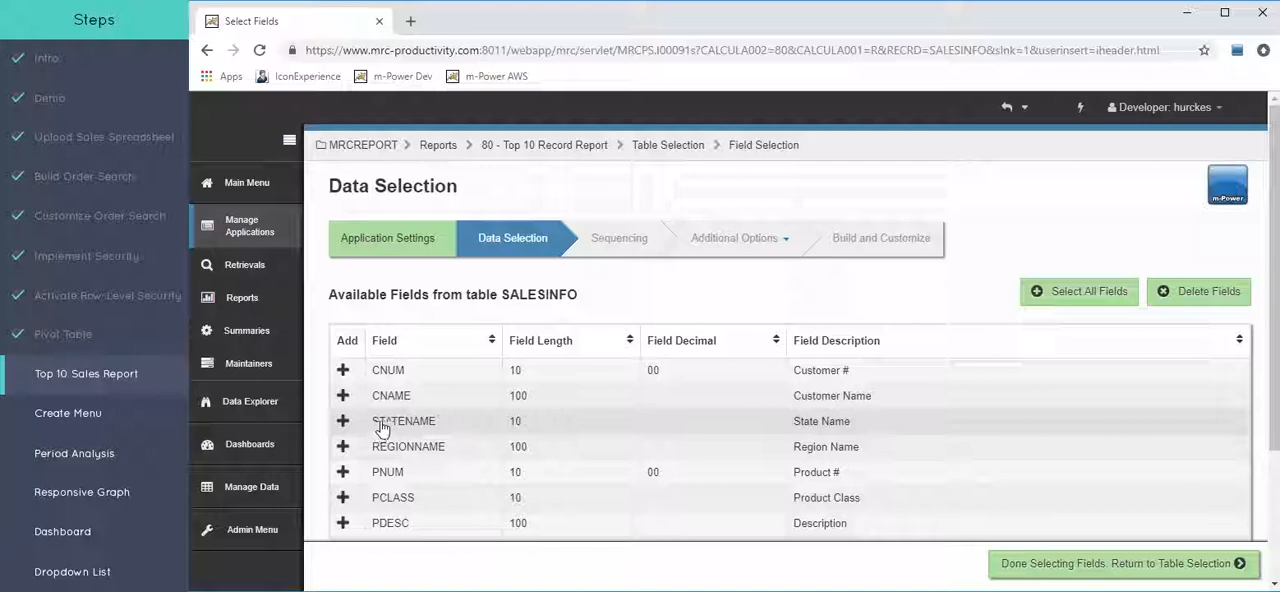 Steps
Intro
Demo
Upload Sales Spreadsheet
Build Order Search
Customize Order Search
Implement Security
Activate Row-Level Security
Pivot Table
Top 10 Sales Report
Create Menu
Period Analysis
Responsive Graph
Dashboard
Dropdown List
Select Fields
https://www.mrc-productivity.com:8011/webapp/mrc/servlet/MRCPS.I00091s?CALCULA002=80&CALCULA001=R&RECRD=SALESINFO&slnk=1&userinsert=iheader.html
Apps IconExperience m-Power Dev m-Power AWS
Developer: hurckes
MRCREPORT Reports 80 - Top 10 Record Report Table Selection Field Selection
Main Menu
Manage Applications
Retrievals
Reports
Summaries
Maintainers
Data Explorer
Dashboards
Manage Data
Admin Menu
Data Selection
m-Power
Application Settings Data Selection Sequencing Additional Options Build and Customize
Available Fields from table SALESINFO
Select All Fields Delete Fields
Add Field Field Length Field Decimal Field Description
CNUM 10 00 Customer #
CNAME 100 Customer Name
STATENAME 10 State Name
REGIONNAME 100 Region Name
PNUM 10 00 Product #
PCLASS 10 Product Class
PDESC 100 Description
Done Selecting Fields. Return to Table Selection